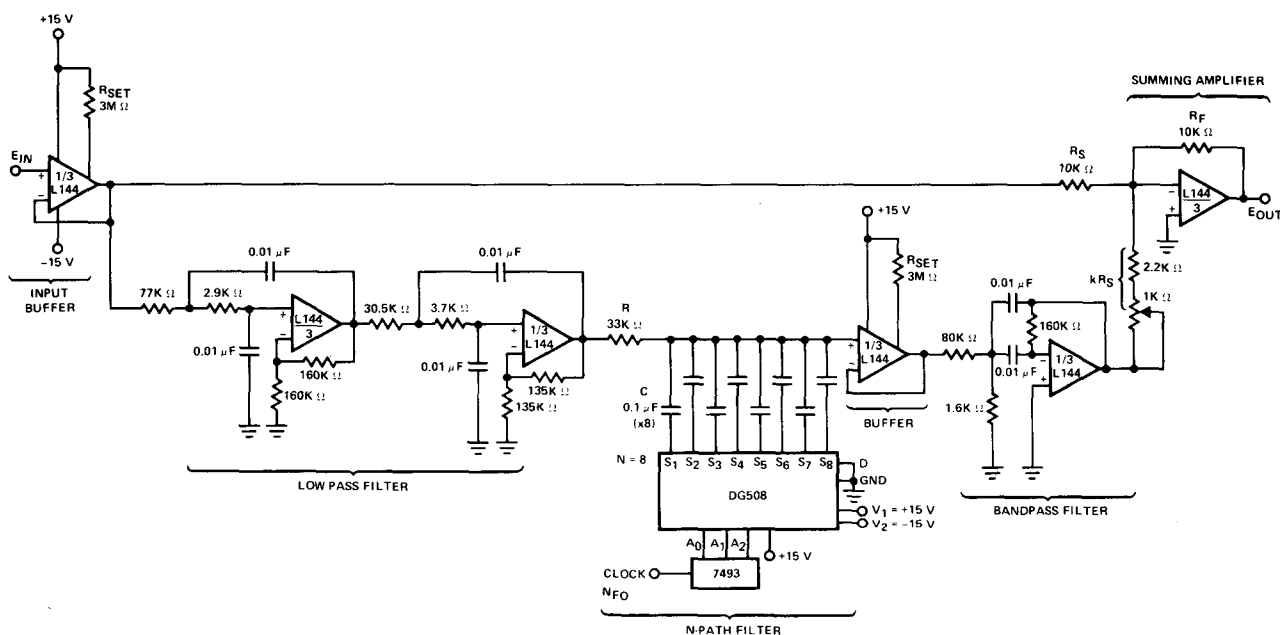 +15 V
RSET
3M Ω
EIN
+
−
1/3
L144
−15 V
INPUT
BUFFER
77K Ω
2.9K Ω
0.01 μF
0.01 μF
+
−
L144
3
160K Ω
160K Ω
30.5K Ω
3.7K Ω
0.01 μF
0.01 μF
+
−
1/3
L144
135K Ω
135K Ω
LOW PASS FILTER
R
33K Ω
C
0.1 μF
(x8)
N = 8
S1 S2 S3 S4 S5 S6 S7 S8
D
GND
DG508
V1 = +15 V
V2 = −15 V
A0 A1 A2
+15 V
CLOCK
NFO
7493
N-PATH FILTER
+15 V
RSET
3M Ω
+
−
1/3
L144
BUFFER
80K Ω
1.6K Ω
0.01 μF
160K Ω
0.01 μF
−
+
1/3
L144
BANDPASS FILTER
SUMMING AMPLIFIER
RS
10K Ω
RF
10K Ω
−
+
L144
3
EOUT
kRS
2.2K Ω
1K Ω